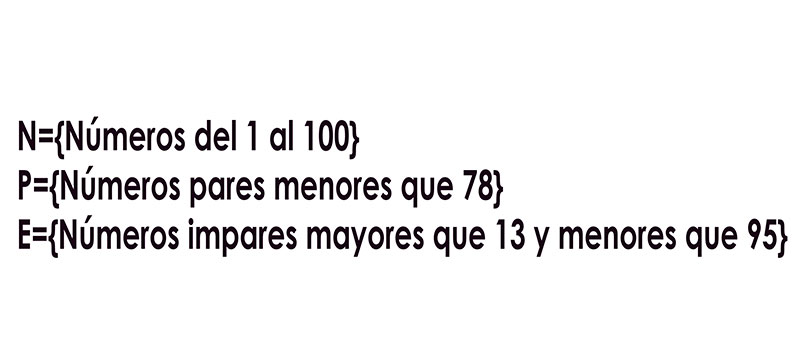 N={Números del 1 al 100}
P={Números pares menores que 78}
E={Números impares mayores que 13 y menores que 95}